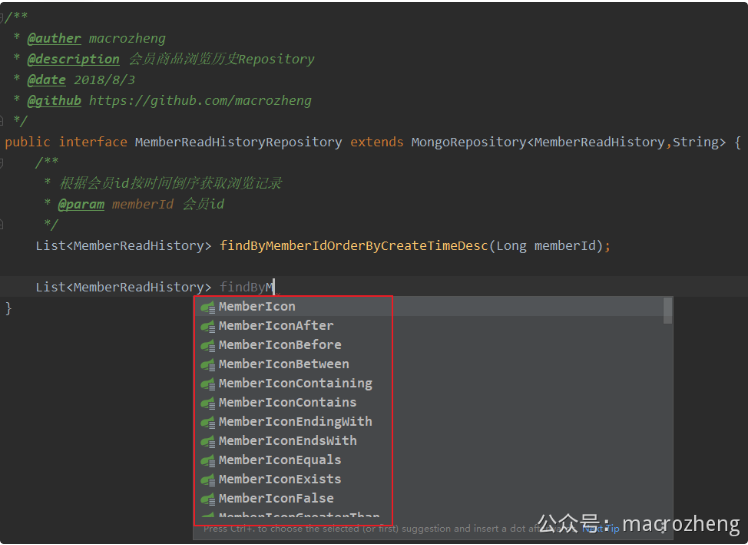 /**
* @auther macrozheng
* @description 会员商品浏览历史Repository
* @date 2018/8/3
* @github https://github.com/macrozheng
*/
public interface MemberReadHistoryRepository extends MongoRepository<MemberReadHistory,String> {
/**
* 根据会员id按时间倒序获取浏览记录
* @param memberId 会员id
*/
List<MemberReadHistory> findByMemberIdOrderByCreateTimeDesc(Long memberId);
List<MemberReadHistory> findByM
}
MemberIcon
MemberIconAfter
MemberIconBefore
MemberIconBetween
MemberIconContaining
MemberIconContains
MemberIconEndingWith
MemberIconEndsWith
MemberIconEquals
MemberIconExists
MemberIconFalse
MemberIconGreaterThan
Press Ctrl+. to choose the selected (or first) suggestion and insert a dot Next Tip
公众号：macrozheng